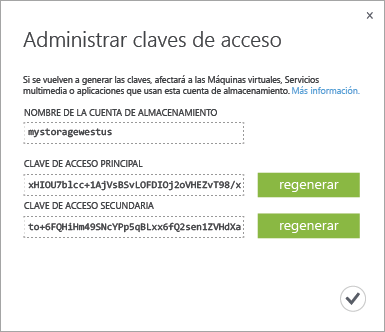 x
Administrar claves de acceso
Si se vuelven a generar las claves, afectará a las Máquinas virtuales, Servicios
multimedia o aplicaciones que usan esta cuenta de almacenamiento. Más información.
NOMBRE DE LA CUENTA DE ALMACENAMIENTO
mystoragewestus
CLAVE DE ACCESO PRINCIPAL
xHIOU7blcc+1AjVsBSvLOFDIOj2oVHEZvT98/x regenerar
CLAVE DE ACCESO SECUNDARIA
to+6FQHiHm49SNcYPp5qBLxx6fQ2sen1ZVHdXa regenerar